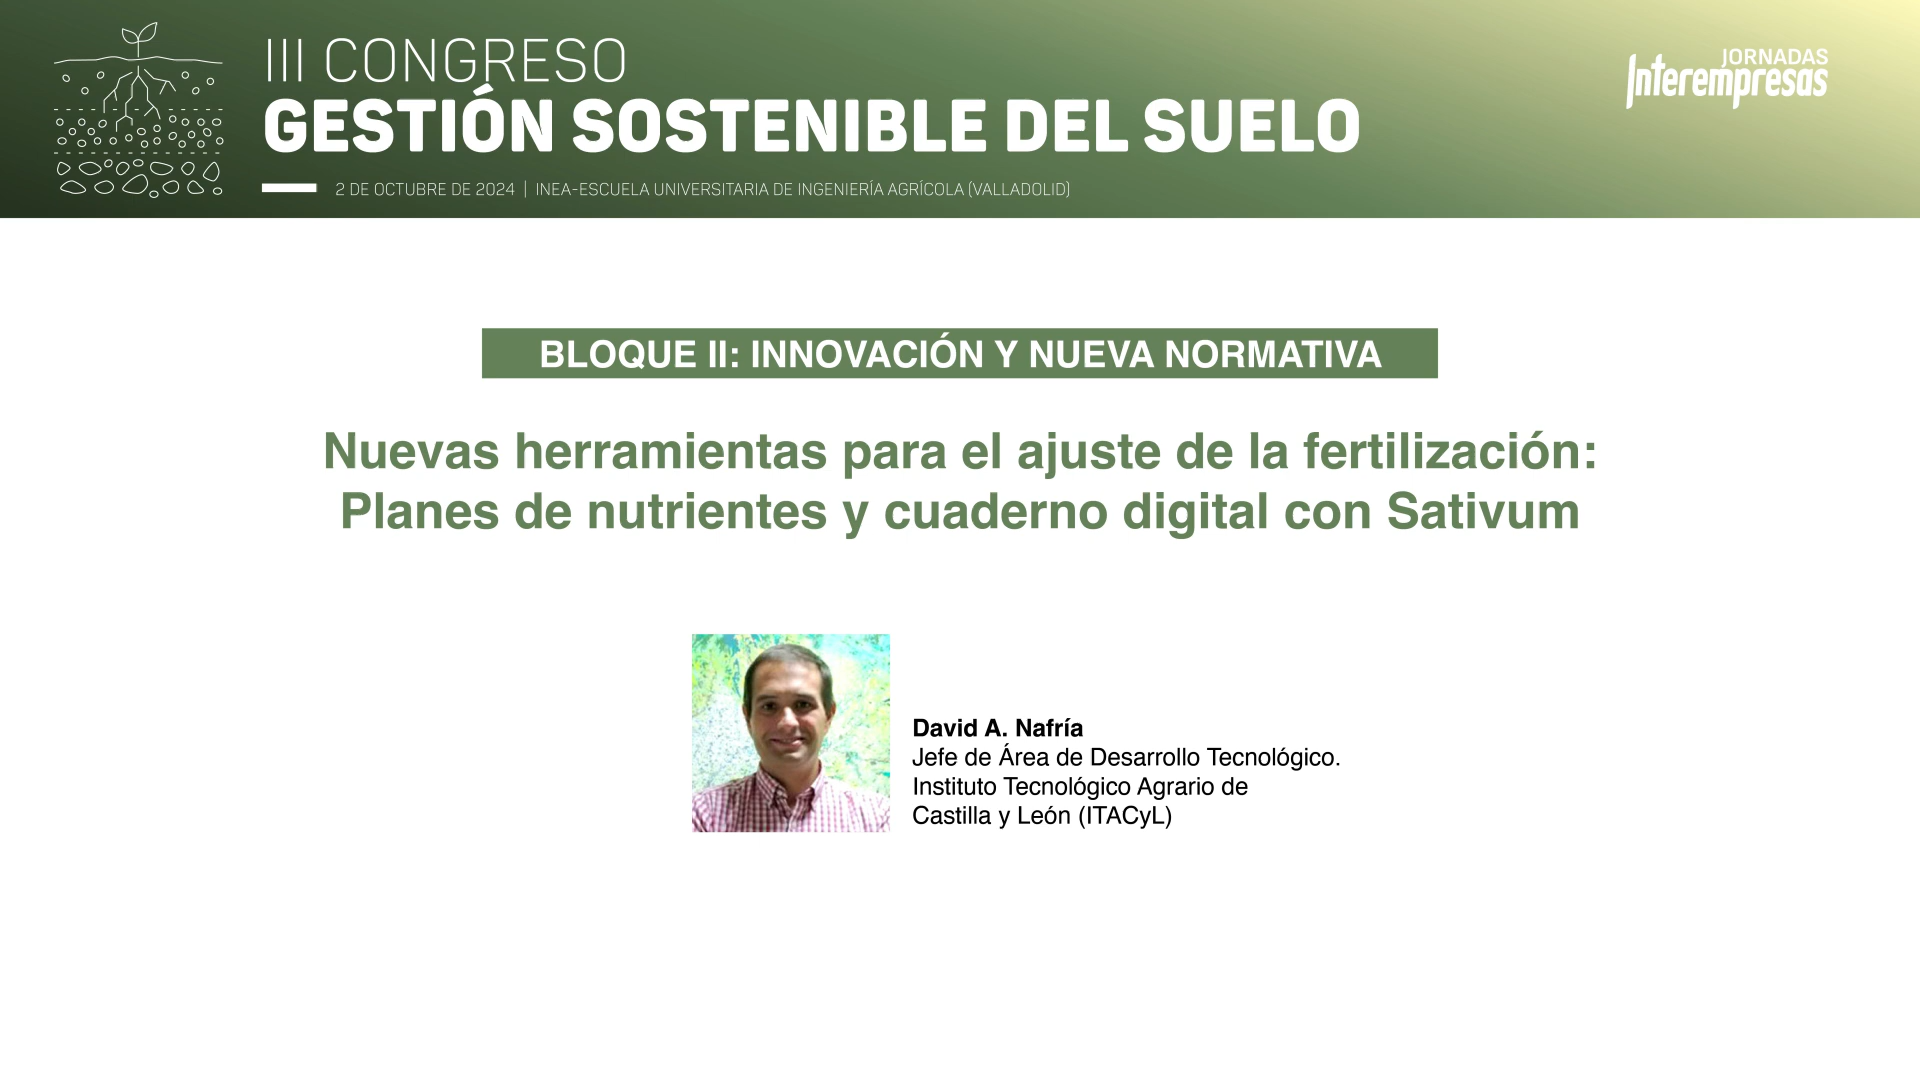 III CONGRESO
GESTIÓN SOSTENIBLE DEL SUELO
2 DE OCTUBRE DE 2024 | INEA-ESCUELA UNIVERSITARIA DE INGENIERÍA AGRÍCOLA (VALLADOLID)
JORNADAS
Interempresas
BLOQUE II: INNOVACIÓN Y NUEVA NORMATIVA
Nuevas herramientas para el ajuste de la fertilización:
Planes de nutrientes y cuaderno digital con Sativum
David A. Nafría
Jefe de Área de Desarrollo Tecnológico.
Instituto Tecnológico Agrario de
Castilla y León (ITACyL)